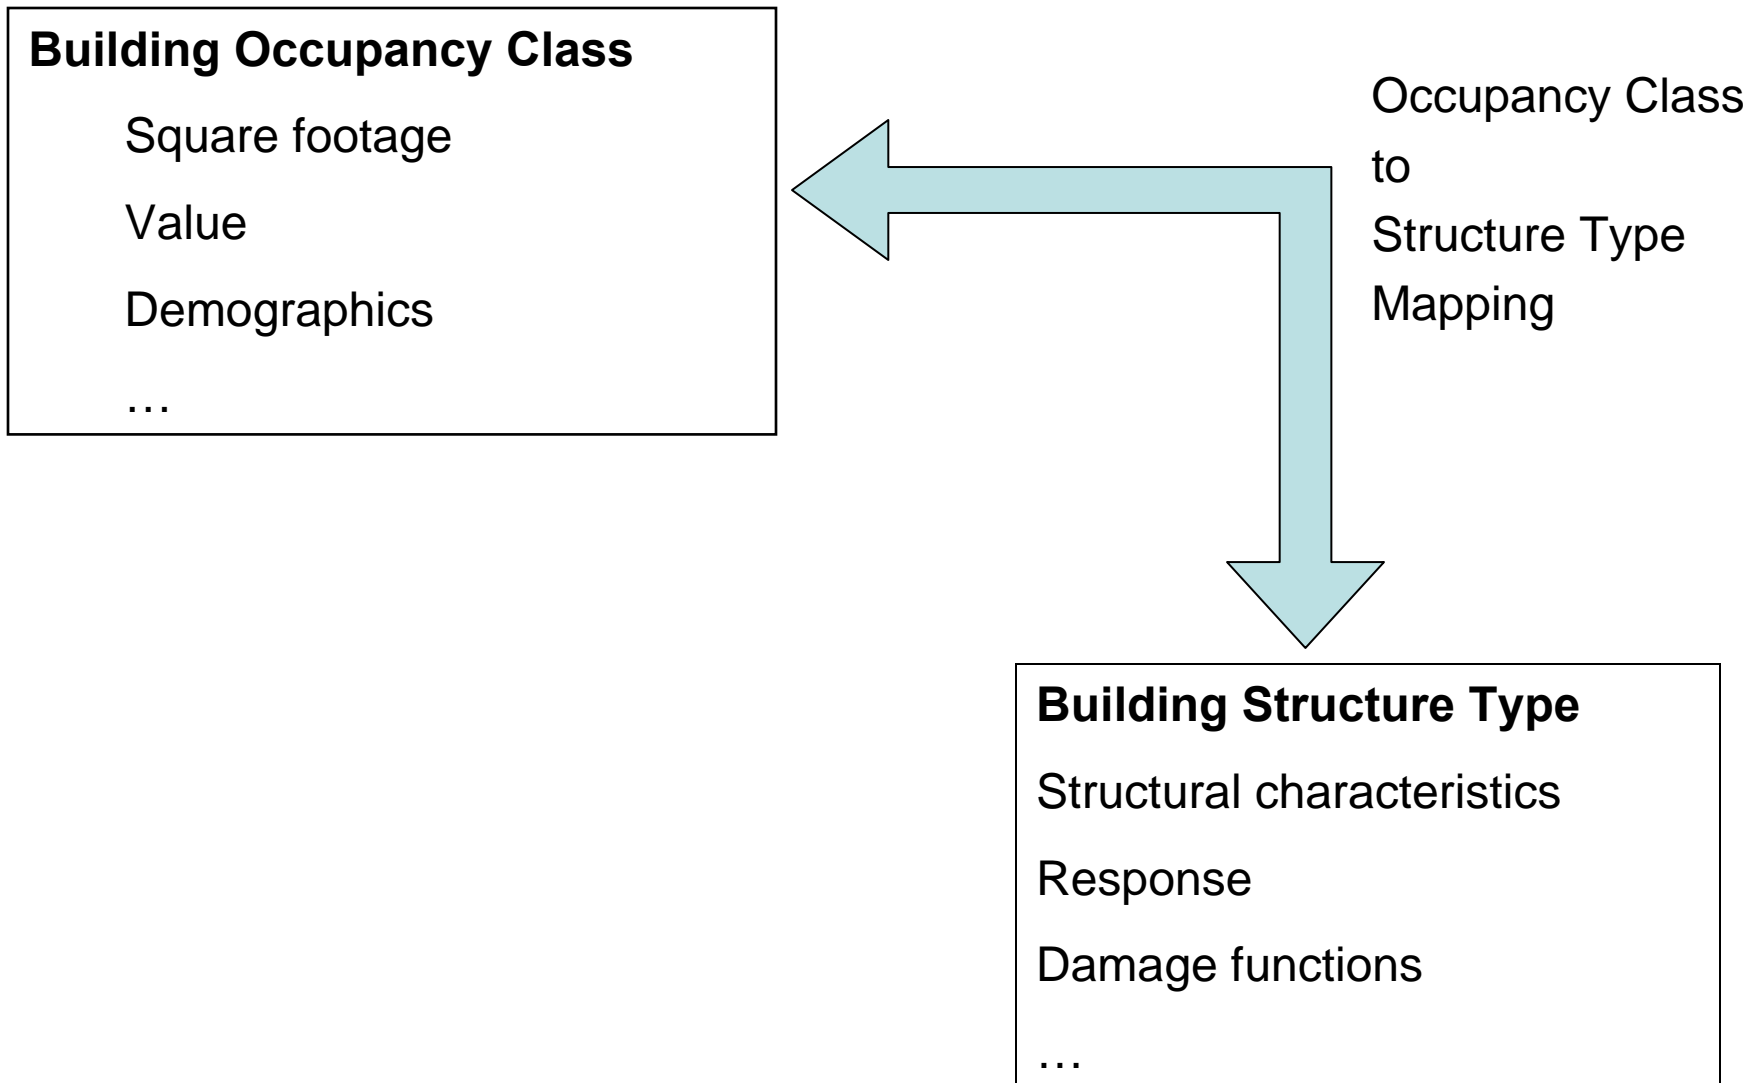 Building Occupancy Class
Square footage
Value
Demographics
…
Occupancy Class
to
Structure Type
Mapping
Building Structure Type
Structural characteristics
Response
Damage functions
…